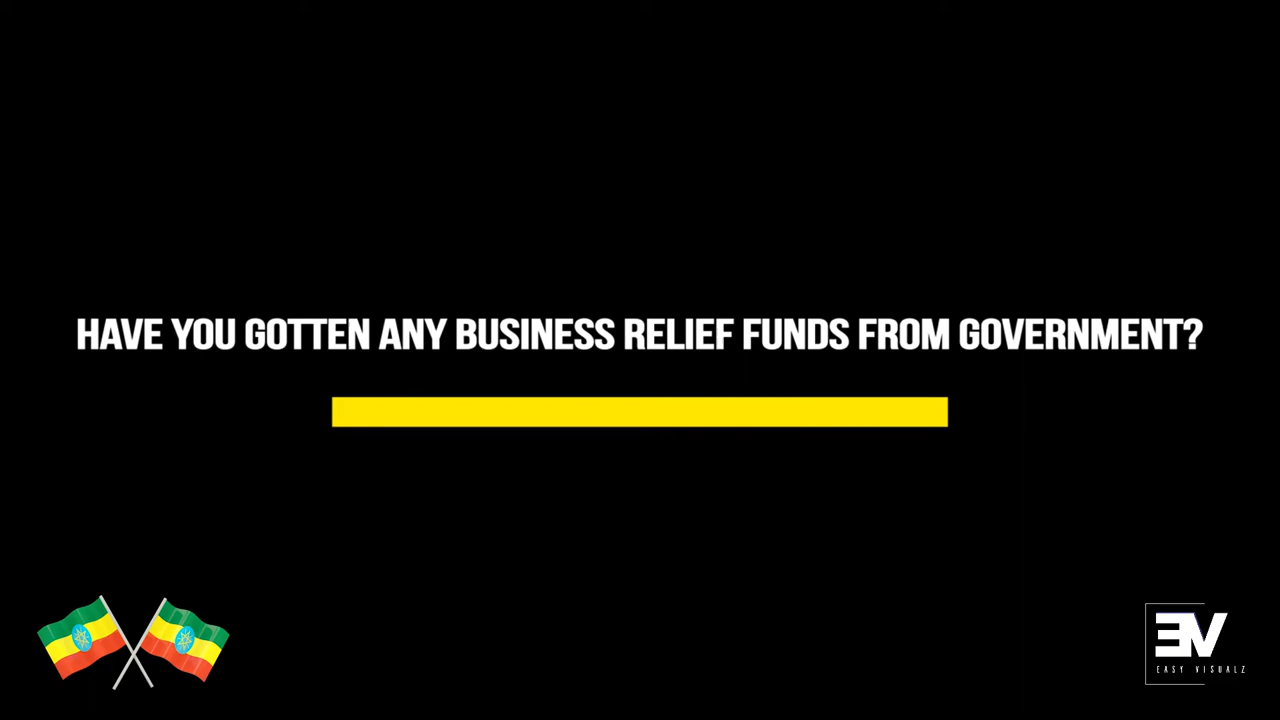 HAVE YOU GOTTEN ANY BUSINESS RELIEF FUNDS FROM GOVERNMENT?
EV
EASY VISUALZ